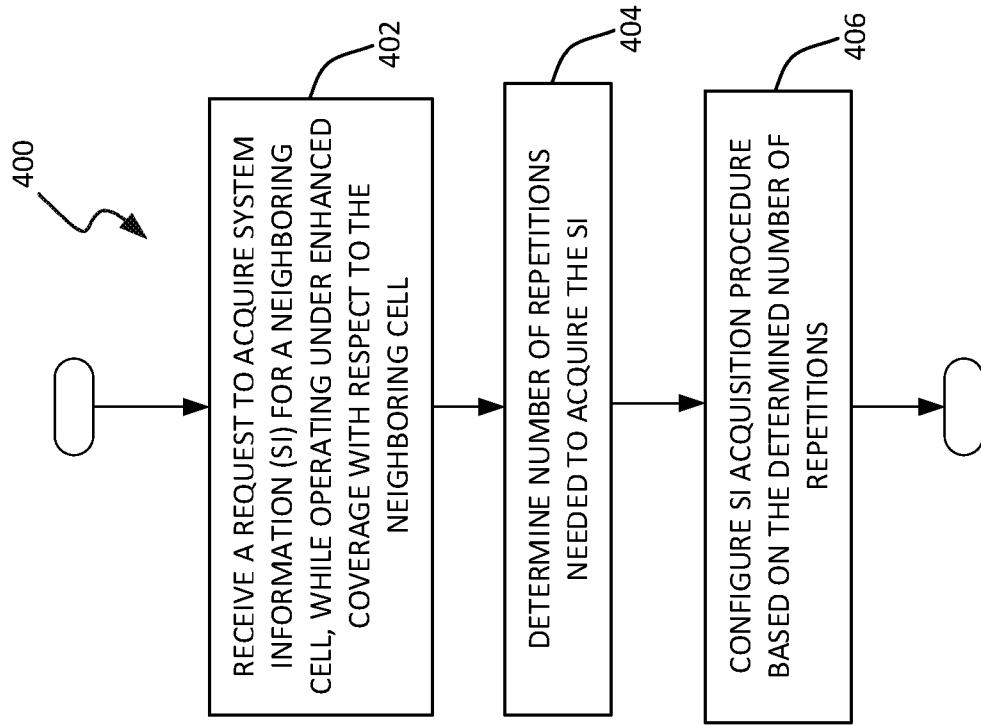 400
RECEIVE A REQUEST TO ACQUIRE SYSTEM
INFORMATION (SI) FOR A NEIGHBORING
CELL, WHILE OPERATING UNDER ENHANCED
COVERAGE WITH RESPECT TO THE
NEIGHBORING CELL
402
DETERMINE NUMBER OF REPETITIONS
NEEDED TO ACQUIRE THE SI
404
CONFIGURE SI ACQUISITION PROCEDURE
BASED ON THE DETERMINED NUMBER OF
REPETITIONS
406